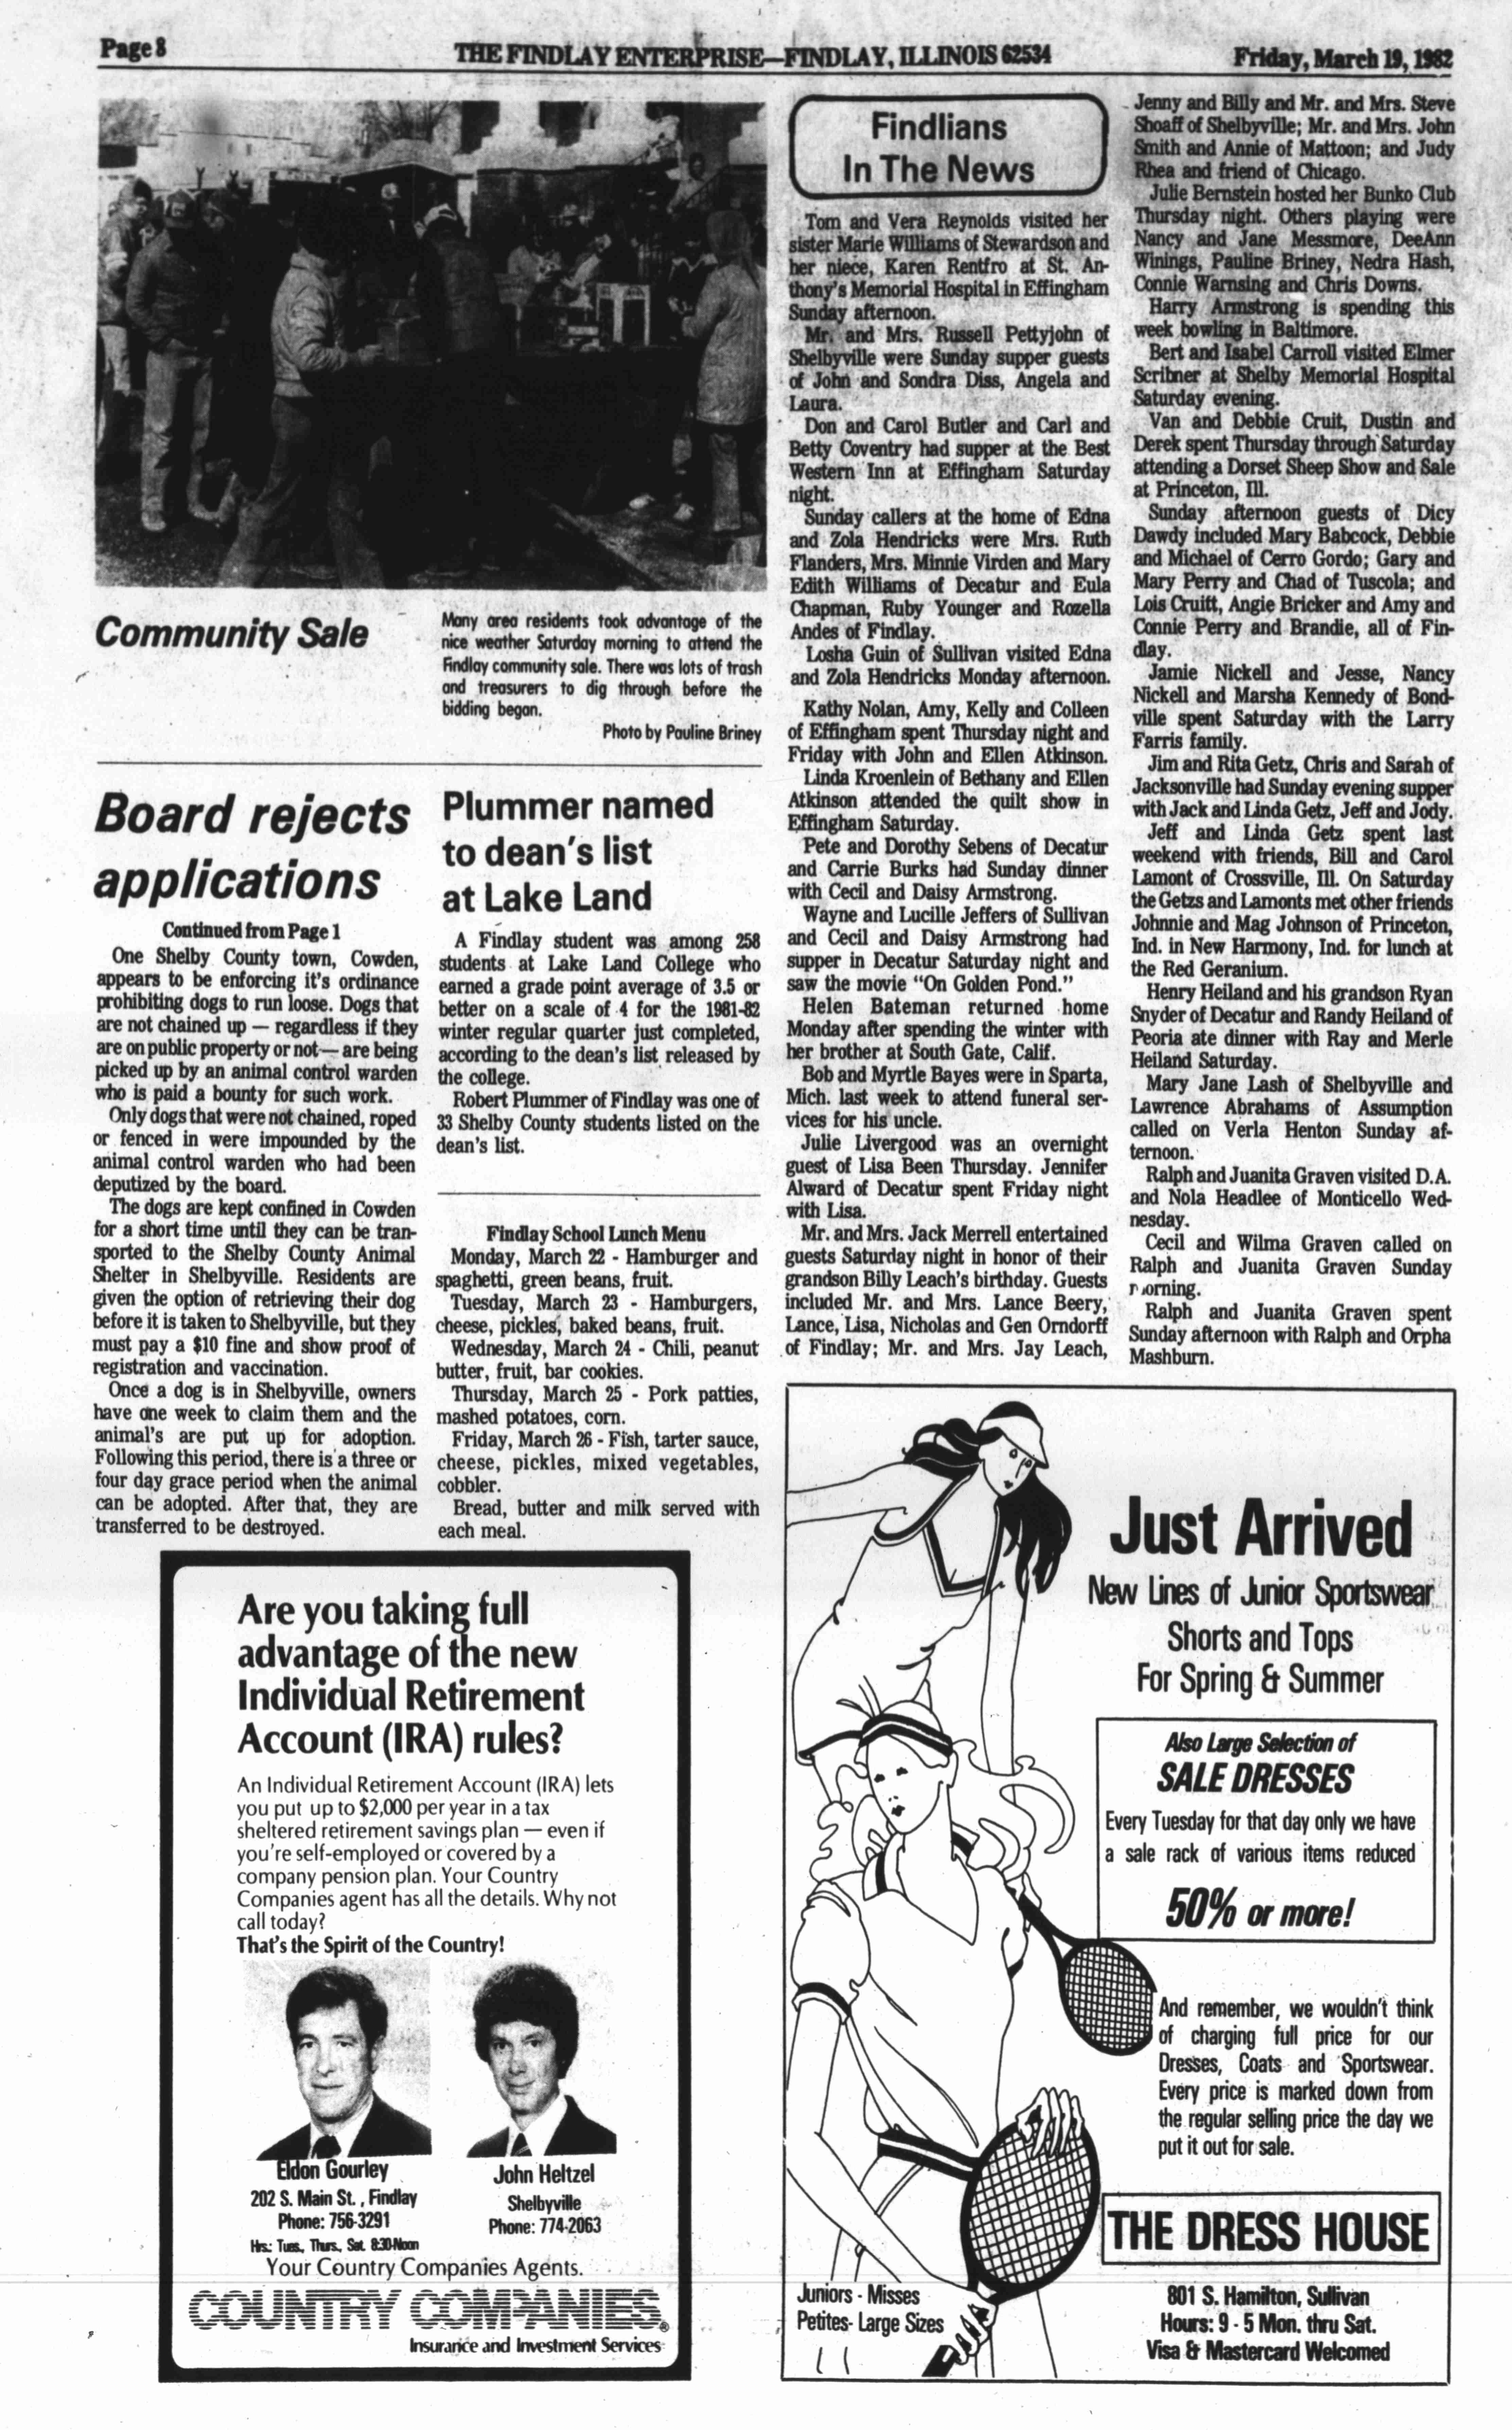 Page 8
THE FINDLAY ENTERPRISE—FINDLAY, ILLINOIS 62534
Friday, March 19, 1982
Community Sale
Many area residents took advantage of the
nice weather Saturday morning to attend the
Findlay community sale. There was lots of trash
and treasurers to dig through before the
bidding began.
Photo by Pauline Briney
Board rejects
applications
Continued from Page 1
One Shelby County town, Cowden,
appears to be enforcing it's ordinance
prohibiting dogs to run loose. Dogs that
are not chained up — regardless if they
are on public property or not — are being
picked up by an animal control warden
who is paid a bounty for such work.
Only dogs that were not chained, roped
or fenced in were impounded by the
animal control warden who had been
deputized by the board.
The dogs are kept confined in Cowden
for a short time until they can be tran-
sported to the Shelby County Animal
Shelter in Shelbyville. Residents are
given the option of retrieving their dog
before it is taken to Shelbyville, but they
must pay a $10 fine and show proof of
registration and vaccination.
Once a dog is in Shelbyville, owners
have one week to claim them and the
animal's are put up for adoption.
Following this period, there is a three or
four day grace period when the animal
can be adopted. After that, they are
transferred to be destroyed.
Plummer named
to dean's list
at Lake Land
A Findlay student was among 258
students at Lake Land College who
earned a grade point average of 3.5 or
better on a scale of 4 for the 1981-82
winter regular quarter just completed,
according to the dean's list released by
the college.
Robert Plummer of Findlay was one of
33 Shelby County students listed on the
dean's list.
Findlay School Lunch Menu
Monday, March 22 - Hamburger and
spaghetti, green beans, fruit.
Tuesday, March 23 - Hamburgers,
cheese, pickles, baked beans, fruit.
Wednesday, March 24 - Chili, peanut
butter, fruit, bar cookies.
Thursday, March 25 - Pork patties,
mashed potatoes, corn.
Friday, March 26 - Fish, tarter sauce,
cheese, pickles, mixed vegetables,
cobbler.
Bread, butter and milk served with
each meal.
Findlians
In The News
Tom and Vera Reynolds visited her
sister Marie Williams of Stewardson and
her niece, Karen Rentfro at St. An-
thony's Memorial Hospital in Effingham
Sunday afternoon.
Mr. and Mrs. Russell Pettyjohn of
Shelbyville were Sunday supper guests
of John and Sondra Diss, Angela and
Laura.
Don and Carol Butler and Carl and
Betty Coventry had supper at the Best
Western Inn at Effingham Saturday
night.
Sunday callers at the home of Edna
and Zola Hendricks were Mrs. Ruth
Flanders, Mrs. Minnie Virden and Mary
Edith Williams of Decatur and Eula
Chapman, Ruby Younger and Rozella
Andes of Findlay.
Losha Guin of Sullivan visited Edna
and Zola Hendricks Monday afternoon.
Kathy Nolan, Amy, Kelly and Colleen
of Effingham spent Thursday night and
Friday with John and Ellen Atkinson.
Linda Kroenlein of Bethany and Ellen
Atkinson attended the quilt show in
Effingham Saturday.
Pete and Dorothy Sebens of Decatur
and Carrie Burks had Sunday dinner
with Cecil and Daisy Armstrong.
Wayne and Lucille Jeffers of Sullivan
and Cecil and Daisy Armstrong had
supper in Decatur Saturday night and
saw the movie "On Golden Pond."
Helen Bateman returned home
Monday after spending the winter with
her brother at South Gate, Calif.
Bob and Myrtle Bayes were in Sparta,
Mich. last week to attend funeral ser-
vices for his uncle.
Julie Livergood was an overnight
guest of Lisa Been Thursday. Jennifer
Alward of Decatur spent Friday night
with Lisa.
Mr. and Mrs. Jack Merrell entertained
guests Saturday night in honor of their
grandson Billy Leach's birthday. Guests
included Mr. and Mrs. Lance Beery,
Lance, Lisa, Nicholas and Gen Orndorff
of Findlay; Mr. and Mrs. Jay Leach,
Jenny and Billy and Mr. and Mrs. Steve
Shoaff of Shelbyville; Mr. and Mrs. John
Smith and Annie of Mattoon; and Judy
Rhea and friend of Chicago.
Julie Bernstein hosted her Bunko Club
Thursday night. Others playing were
Nancy and Jane Messmore, DeeAnn
Winings, Pauline Briney, Nedra Hash,
Connie Warnsing and Chris Downs.
Harry Armstrong is spending this
week bowling in Baltimore.
Bert and Isabel Carroll visited Elmer
Scribner at Shelby Memorial Hospital
Saturday evening.
Van and Debbie Cruit, Dustin and
Derek spent Thursday through Saturday
attending a Dorset Sheep Show and Sale
at Princeton, Ill.
Sunday afternoon guests of Dicy
Dawdy included Mary Babcock, Debbie
and Michael of Cerro Gordo; Gary and
Mary Perry and Chad of Tuscola; and
Lois Cruitt, Angie Bricker and Amy and
Connie Perry and Brandie, all of Fin-
dlay.
Jamie Nickell and Jesse, Nancy
Nickell and Marsha Kennedy of Bond-
ville spent Saturday with the Larry
Farris family.
Jim and Rita Getz, Chris and Sarah of
Jacksonville had Sunday evening supper
with Jack and Linda Getz, Jeff and Jody.
Jeff and Linda Getz spent last
weekend with friends, Bill and Carol
Lamont of Crossville, Ill. On Saturday
the Getzs and Lamonts met other friends
Johnnie and Mag Johnson of Princeton,
Ind. in New Harmony, Ind. for lunch at
the Red Geranium.
Henry Heiland and his grandson Ryan
Snyder of Decatur and Randy Heiland of
Peoria ate dinner with Ray and Merle
Heiland Saturday.
Mary Jane Lash of Shelbyville and
Lawrence Abrahams of Assumption
called on Verla Henton Sunday af-
ternoon.
Ralph and Juanita Graven visited D.A.
and Nola Headlee of Monticello Wed-
nesday.
Cecil and Wilma Graven called on
Ralph and Juanita Graven Sunday
morning.
Ralph and Juanita Graven spent
Sunday afternoon with Ralph and Orpha
Mashburn.
Are you taking full
advantage of the new
Individual Retirement
Account (IRA) rules?
An Individual Retirement Account (IRA) lets
you put up to $2,000 per year in a tax
sheltered retirement savings plan — even if
you're self-employed or covered by a
company pension plan. Your Country
Companies agent has all the details. Why not
call today?
That's the Spirit of the Country!
Eldon Gourley
202 S. Main St., Findlay
Phone: 756-3291
Hrs.: Tues., Thurs., Sat. 8:30-Noon
John Heltzel
Shelbyville
Phone: 774-2063
Your Country Companies Agents.
COUNTRY COMPANIES®
Insurance and Investment Services
Just Arrived
New Lines of Junior Sportswear
Shorts and Tops
For Spring & Summer
Also Large Selection of
SALE DRESSES
Every Tuesday for that day only we have
a sale rack of various items reduced
50% or more!
And remember, we wouldn't think
of charging full price for our
Dresses, Coats and Sportswear.
Every price is marked down from
the regular selling price the day we
put it out for sale.
THE DRESS HOUSE
Juniors - Misses
Petites- Large Sizes
801 S. Hamilton, Sullivan
Hours: 9 - 5 Mon. thru Sat.
Visa & Mastercard Welcomed